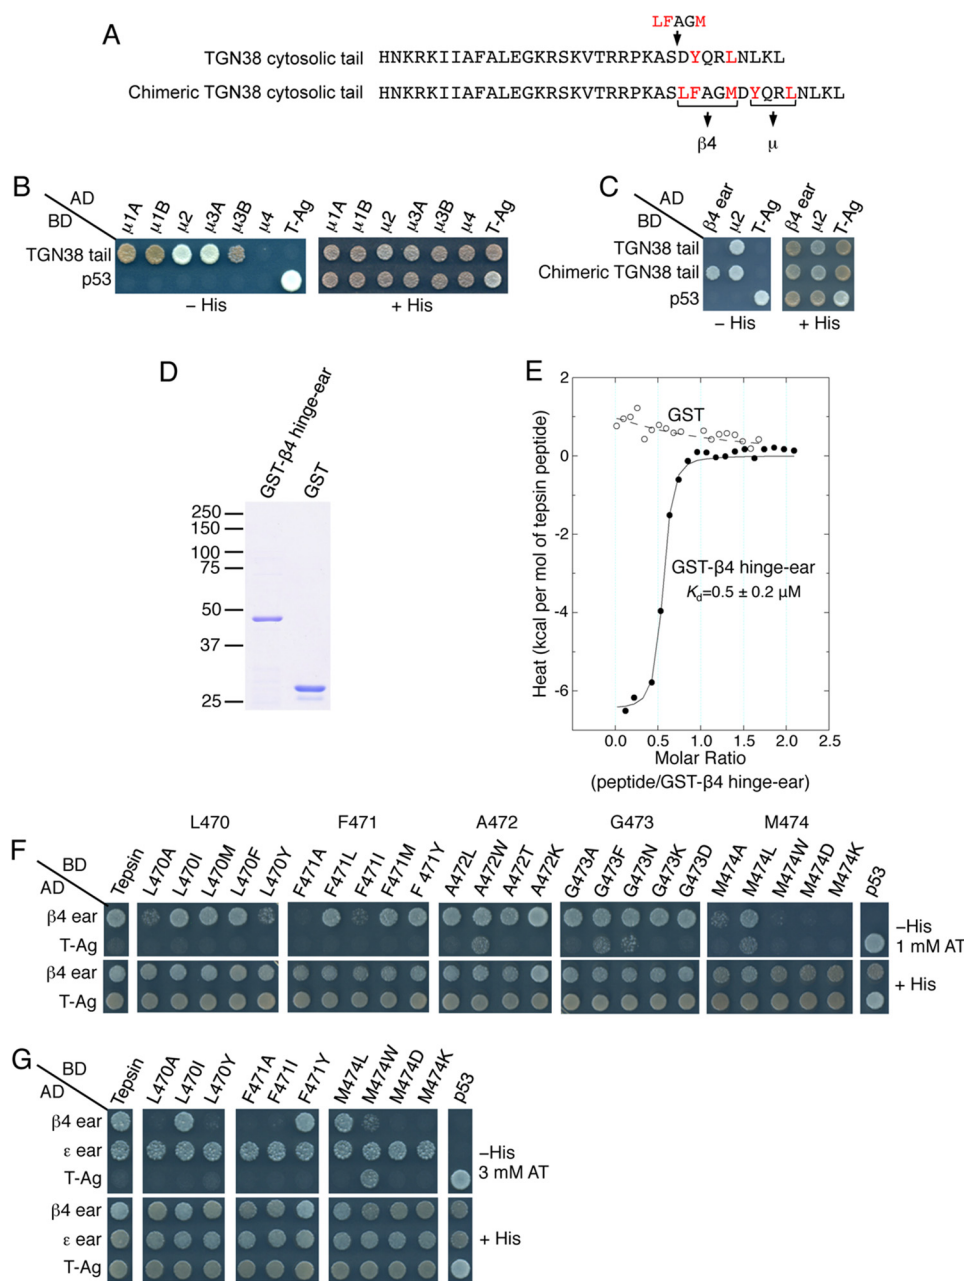 A
LFAGM
TGN38 cytosolic tail HNKRKIIAFALEGKRSKVTRRPKASDYQRLNLKL
Chimeric TGN38 cytosolic tail HNKRKIIAFALEGKRSKVTRRPKASLFAGMDYQRLNLKL
β4 μ
B
AD
BD
μ1A μ1B μ2 μ3A μ3B μ4 T-Ag μ1A μ1B μ2 μ3A μ3B μ4 T-Ag
TGN38 tail
p53
– His + His
C
AD
BD
β4 ear μ2 T-Ag β4 ear μ2 T-Ag
TGN38 tail
Chimeric TGN38 tail
p53
– His + His
D
GST-β4 hinge-ear GST
250
150
100
75
50
37
25
E
Heat (kcal per mol of tepsin peptide)
2
0
-2
-4
-6
GST
GST-β4 hinge-ear
Kd=0.5 ± 0.2 μM
0.0 0.5 1.0 1.5 2.0 2.5
Molar Ratio
(peptide/GST-β4 hinge-ear)
F
L470 F471 A472 G473 M474
BD
AD
Tepsin L470A L470I L470M L470F L470Y F471A F471L F471I F471M F471Y A472L A472W A472T A472K G473A G473F G473N G473K G473D M474A M474L M474W M474D M474K p53
β4 ear
T-Ag
–His
1 mM AT
β4 ear
T-Ag
+ His
G
BD
AD
Tepsin L470A L470I L470Y F471A F471I F471Y M474L M474W M474D M474K p53
β4 ear
ε ear
T-Ag
–His
3 mM AT
β4 ear
ε ear
T-Ag
+ His